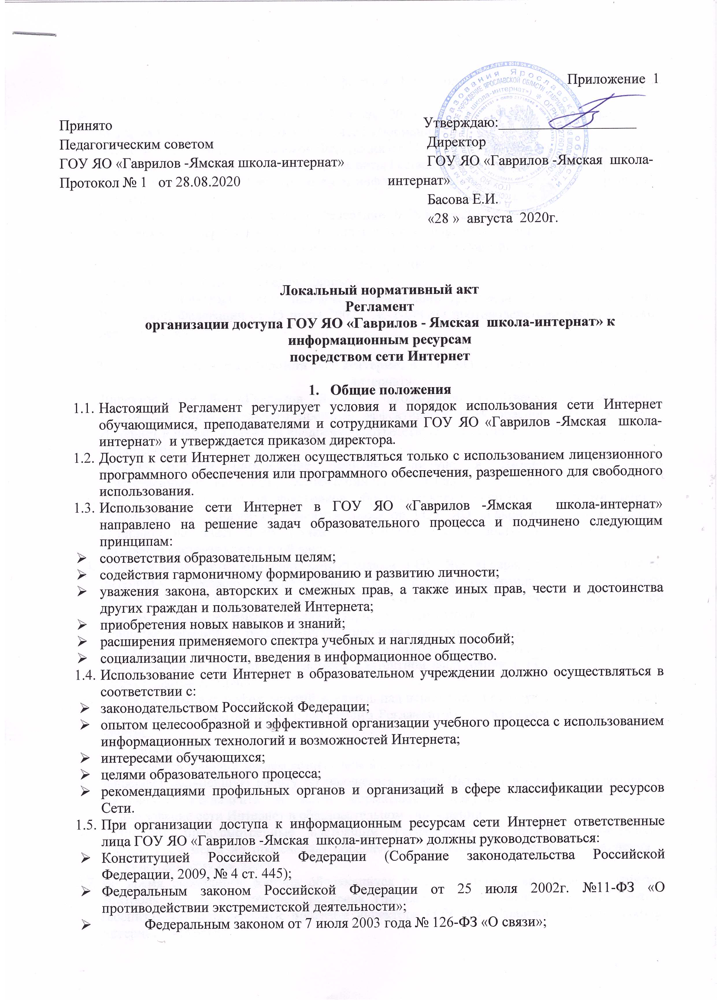 Приложение 1
Принято
Педагогическим советом
ГОУ ЯО «Гаврилов -Ямская школа-интернат»
Протокол № 1 от 28.08.2020
Утверждаю:
Директор
ГОУ ЯО «Гаврилов -Ямская школа-
интернат»
Басова Е.И.
«28 » августа 2020г.
Локальный нормативный акт
Регламент
организации доступа ГОУ ЯО «Гаврилов - Ямская школа-интернат» к
информационным ресурсам
посредством сети Интернет
1. Общие положения
1.1. Настоящий Регламент регулирует условия и порядок использования сети Интернет
обучающимися, преподавателями и сотрудниками ГОУ ЯО «Гаврилов -Ямская школа-
интернат» и утверждается приказом директора.
1.2. Доступ к сети Интернет должен осуществляться только с использованием лицензионного
программного обеспечения или программного обеспечения, разрешенного для свободного
использования.
1.3. Использование сети Интернет в ГОУ ЯО «Гаврилов -Ямская школа-интернат»
направлено на решение задач образовательного процесса и подчинено следующим
принципам:
➢ соответствия образовательным целям;
➢ содействия гармоничному формированию и развитию личности;
➢ уважения закона, авторских и смежных прав, а также иных прав, чести и достоинства
других граждан и пользователей Интернета;
➢ приобретения новых навыков и знаний;
➢ расширения применяемого спектра учебных и наглядных пособий;
➢ социализации личности, введения в информационное общество.
1.4. Использование сети Интернет в образовательном учреждении должно осуществляться в
соответствии с:
➢ законодательством Российской Федерации;
➢ опытом целесообразной и эффективной организации учебного процесса с использованием
информационных технологий и возможностей Интернета;
➢ интересами обучающихся;
➢ целями образовательного процесса;
➢ рекомендациями профильных органов и организаций в сфере классификации ресурсов
Сети.
1.5. При организации доступа к информационным ресурсам сети Интернет ответственные
лица ГОУ ЯО «Гаврилов -Ямская школа-интернат» должны руководствоваться:
➢ Конституцией Российской Федерации (Собрание законодательства Российской
Федерации, 2009, № 4 ст. 445);
➢ Федеральным законом Российской Федерации от 25 июля 2002г. №11-ФЗ «О
противодействии экстремистской деятельности»;
➢ Федеральным законом от 7 июля 2003 года № 126-ФЗ «О связи»;